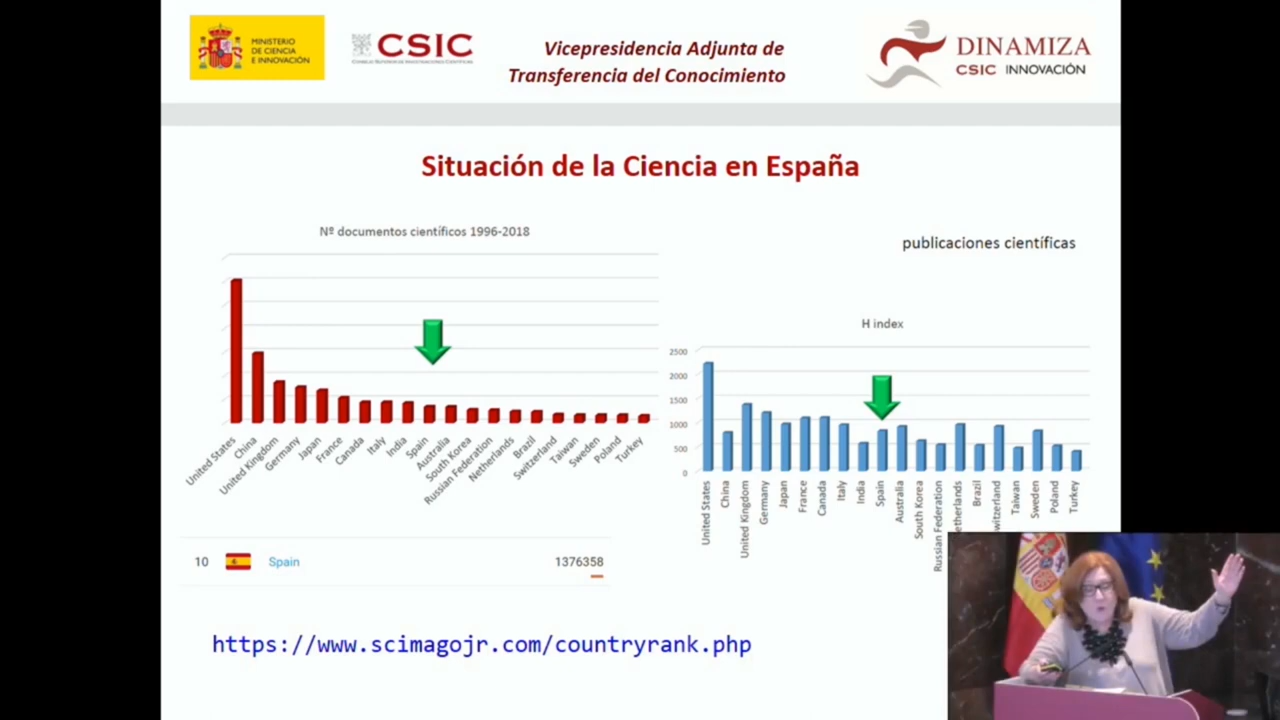 MINISTERIO
DE CIENCIA
E INNOVACIÓN
CSIC
CONSEJO SUPERIOR DE INVESTIGACIONES CIENTÍFICAS
Vicepresidencia Adjunta de
Transferencia del Conocimiento
DINAMIZA
CSIC INNOVACIÓN
Situación de la Ciencia en España
Nº documentos científicos 1996-2018
United States
China
United Kingdom
Germany
Japan
France
Canada
Italy
India
Spain
Australia
South Korea
Russian Federation
Netherlands
Brazil
Switzerland
Taiwan
Sweden
Poland
Turkey
publicaciones científicas
H index
2500
2000
1500
1000
500
0
United States
China
United Kingdom
Germany
Japan
France
Canada
Italy
India
Spain
Australia
South Korea
Russian Federation
etherlands
Brazil
witzerland
Taiwan
Sweden
Poland
Turkey
10 Spain 1376358
https://www.scimagojr.com/countryrank.php